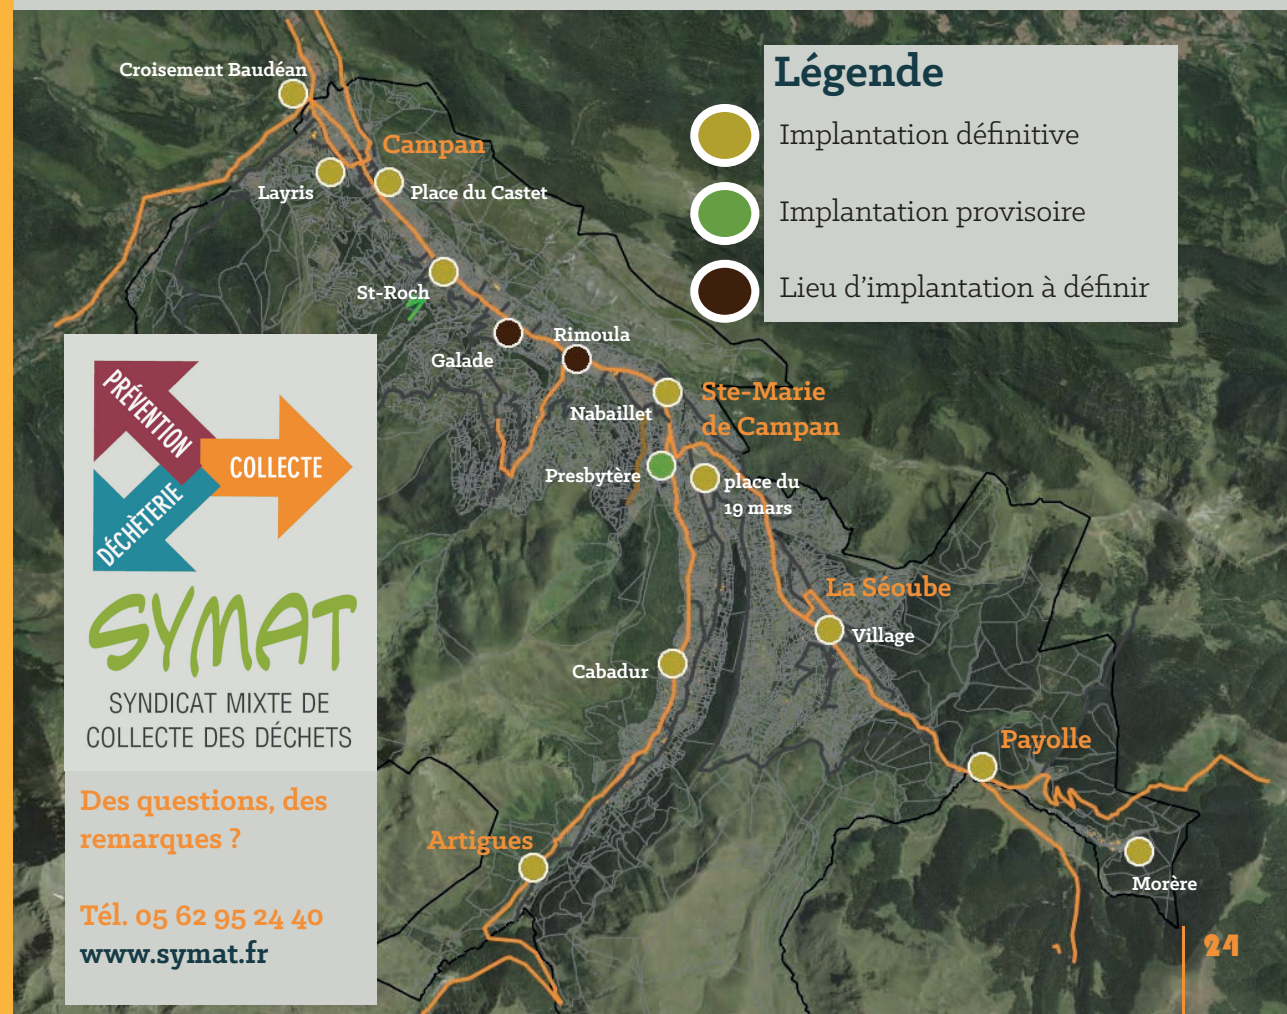 Croisement Baudéan
Campan
Layris
Place du Castet
St-Roch
Galade
Rimoula
Nabaillet
Ste-Marie
de Campan
Presbytère
place du
19 mars
La Séoube
Village
Cabadur
Payolle
Artigues
Morère
Légende
Implantation définitive
Implantation provisoire
Lieu d'implantation à définir
PRÉVENTION
COLLECTE
DÉCHÈTERIE
SYMAT
SYNDICAT MIXTE DE
COLLECTE DES DÉCHETS
Des questions, des
remarques ?
Tél. 05 62 95 24 40
www.symat.fr
24